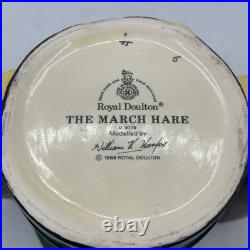 Royal Doulton®
THE MARCH HARE
D 6776
Modelled by
William K Harper
© 1988 ROYAL DOULTON